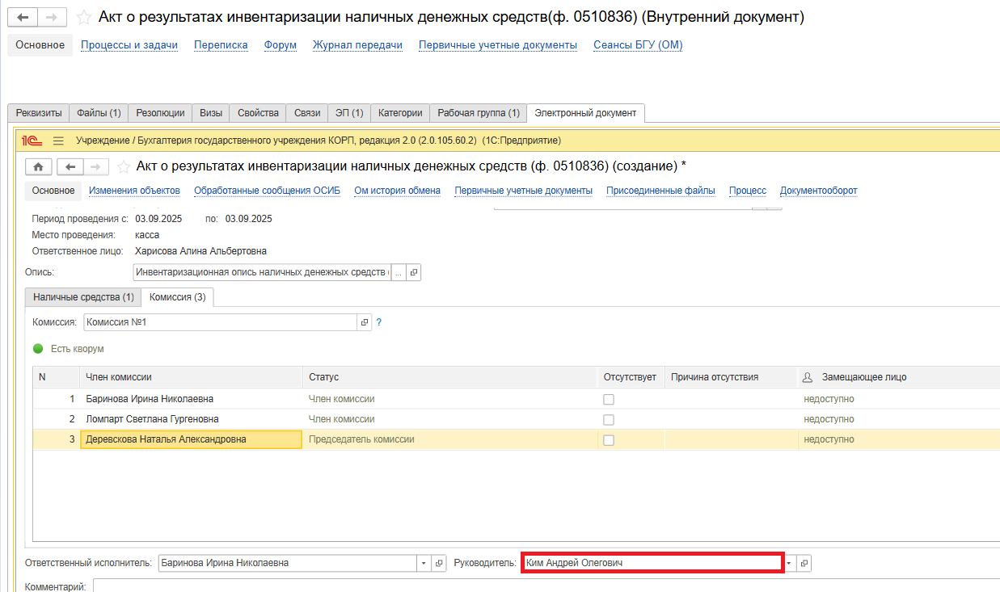 Акт о результатах инвентаризации наличных денежных средств(ф. 0510836) (Внутренний документ)
Основное Процессы и задачи Переписка Форум Журнал передачи Первичные учетные документы Сеансы БГУ (ОМ)
Реквизиты Файлы (1) Резолюции Визы Свойства Связи ЭП (1) Категории Рабочая группа (1) Электронный документ
1С Учреждение / Бухгалтерия государственного учреждения КОРП, редакция 2.0 (2.0.105.60.2) (1С:Предприятие)
Акт о результатах инвентаризации наличных денежных средств (ф. 0510836) (создание) *
Основное Изменения объектов Обработанные сообщения ОСИБ Ом история обмена Первичные учетные документы Присоединенные файлы Процесс Документооборот
Период проведения с: 03.09.2025 по: 03.09.2025
Место проведения: касса
Ответственное лицо: Харисова Алина Альбертовна
Опись: Инвентаризационная опись наличных денежных средств ( ...
Наличные средства (1) Комиссия (3)
Комиссия: Комиссия №1 ?
Есть кворум
N Член комиссии Статус Отсутствует Причина отсутствия Замещающее лицо
1 Баринова Ирина Николаевна Член комиссии недоступно
2 Ломпарт Светлана Гургеновна Член комиссии недоступно
3 Деревскова Наталья Александровна Председатель комиссии недоступно
Ответственный исполнитель: Баринова Ирина Николаевна Руководитель: Ким Андрей Олегович
Комментарий: